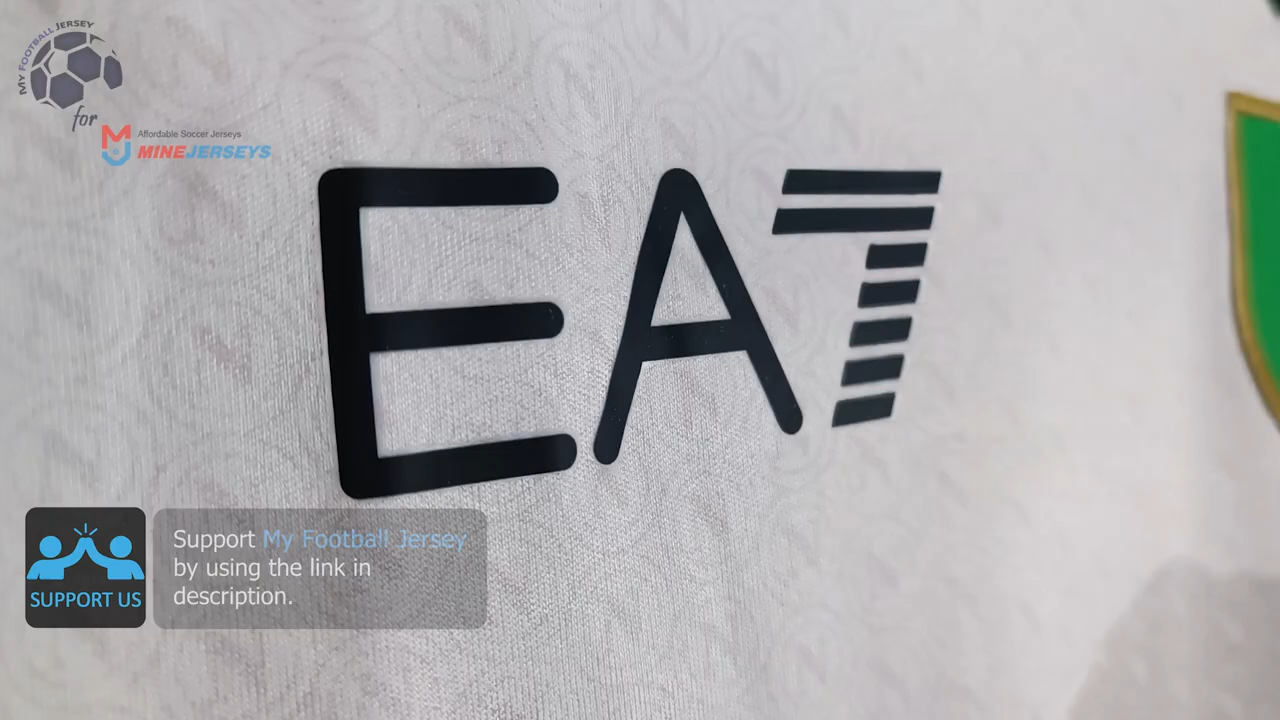 MY FOOTBALL JERSEY
for
Affordable Soccer Jerseys
MINEJERSEYS
EA7
Support My Football Jersey
by using the link in
description.
SUPPORT US